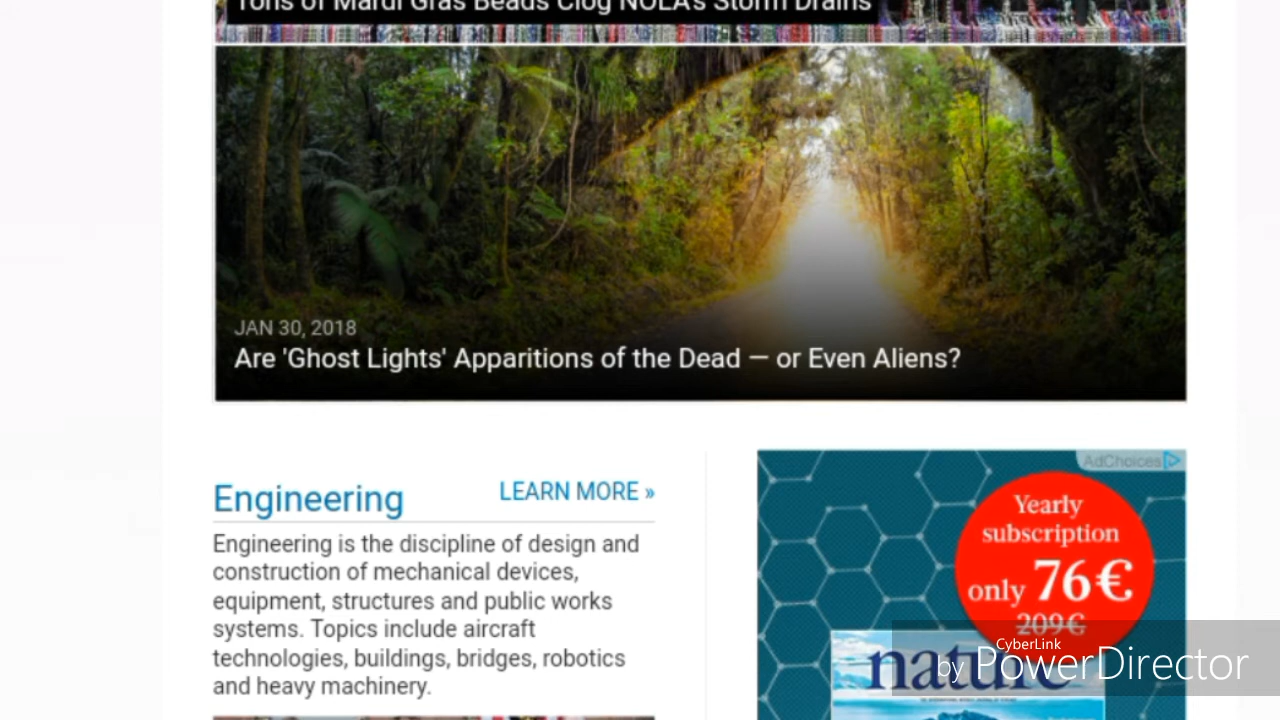 Tons of Mardi Gras Beads Clog NOLA's Storm Drains
JAN 30, 2018
Are 'Ghost Lights' Apparitions of the Dead — or Even Aliens?
Engineering
LEARN MORE »
Engineering is the discipline of design and
construction of mechanical devices,
equipment, structures and public works
systems. Topics include aircraft
technologies, buildings, bridges, robotics
and heavy machinery.
AdChoices
Yearly
subscription
only 76€
209€
nature
CyberLink
by PowerDirector